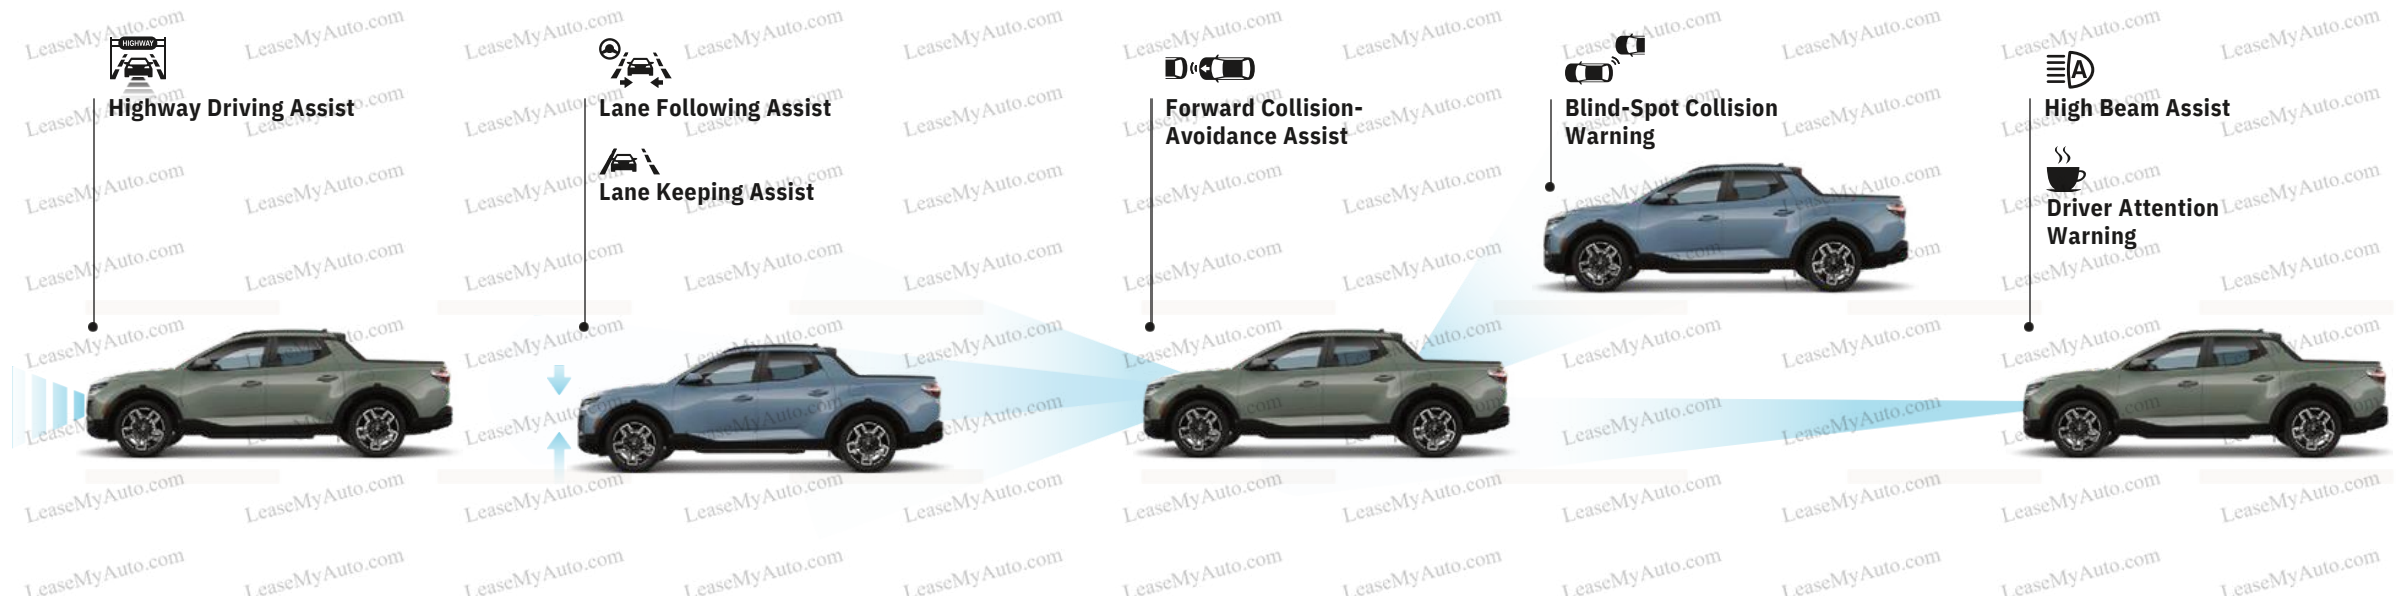 HIGHWAY
Highway Driving Assist
Lane Following Assist
Lane Keeping Assist
Forward Collision-
Avoidance Assist
Blind-Spot Collision
Warning
A
High Beam Assist
Driver Attention
Warning
LeaseMyAuto.com